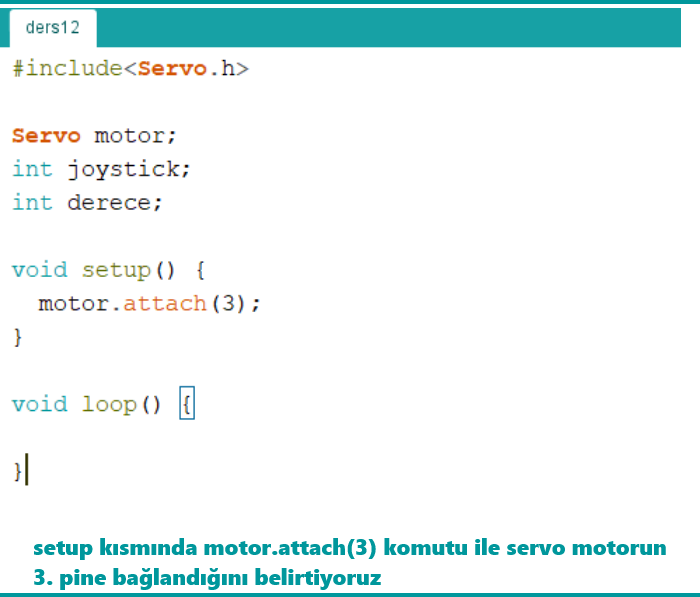 ders12
#include<Servo.h>
Servo motor;
int joystick;
int derece;
void setup() {
  motor.attach(3);
}
void loop() {
}
setup kısmında motor.attach(3) komutu ile servo motorun
3. pine bağlandığını belirtiyoruz